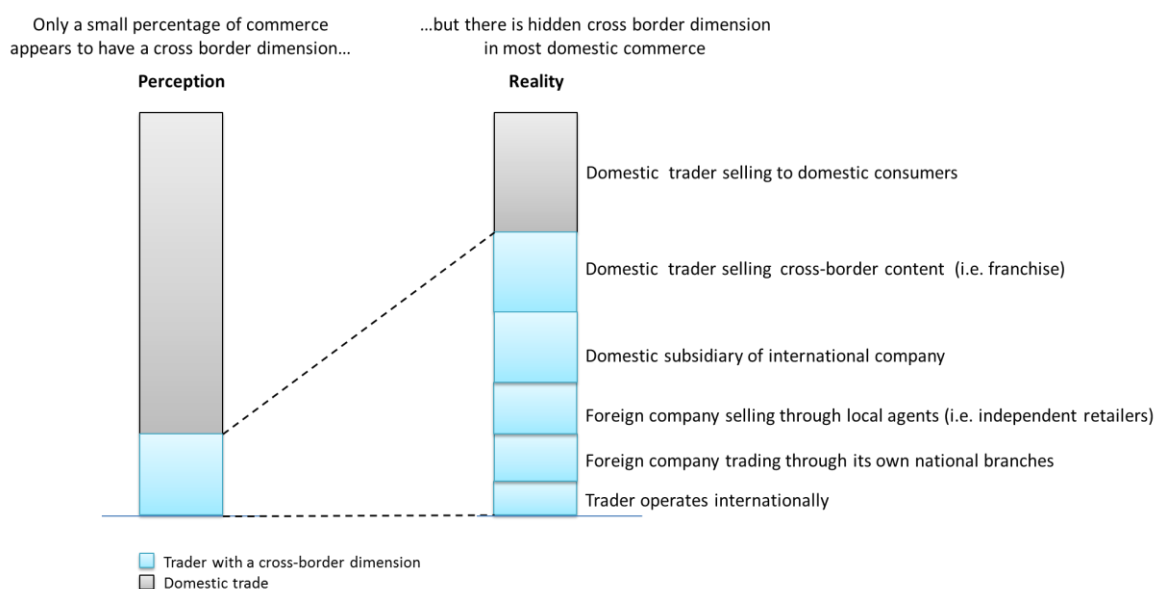 Only a small percentage of commerce
appears to have a cross border dimension...
...but there is hidden cross border dimension
in most domestic commerce
Perception
Reality
Domestic trader selling to domestic consumers
Domestic trader selling cross-border content (i.e. franchise)
Domestic subsidiary of international company
Foreign company selling through local agents (i.e. independent retailers)
Foreign company trading through its own national branches
Trader operates internationally
Trader with a cross-border dimension
Domestic trade